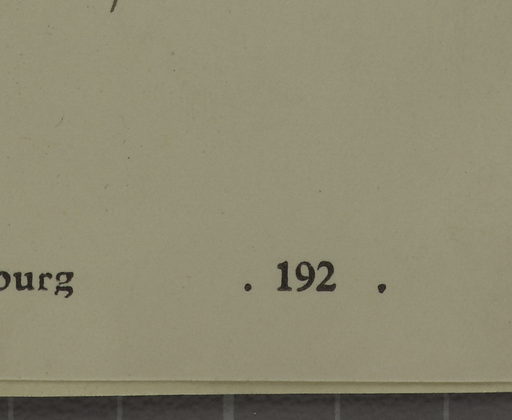 ourg . 192 .